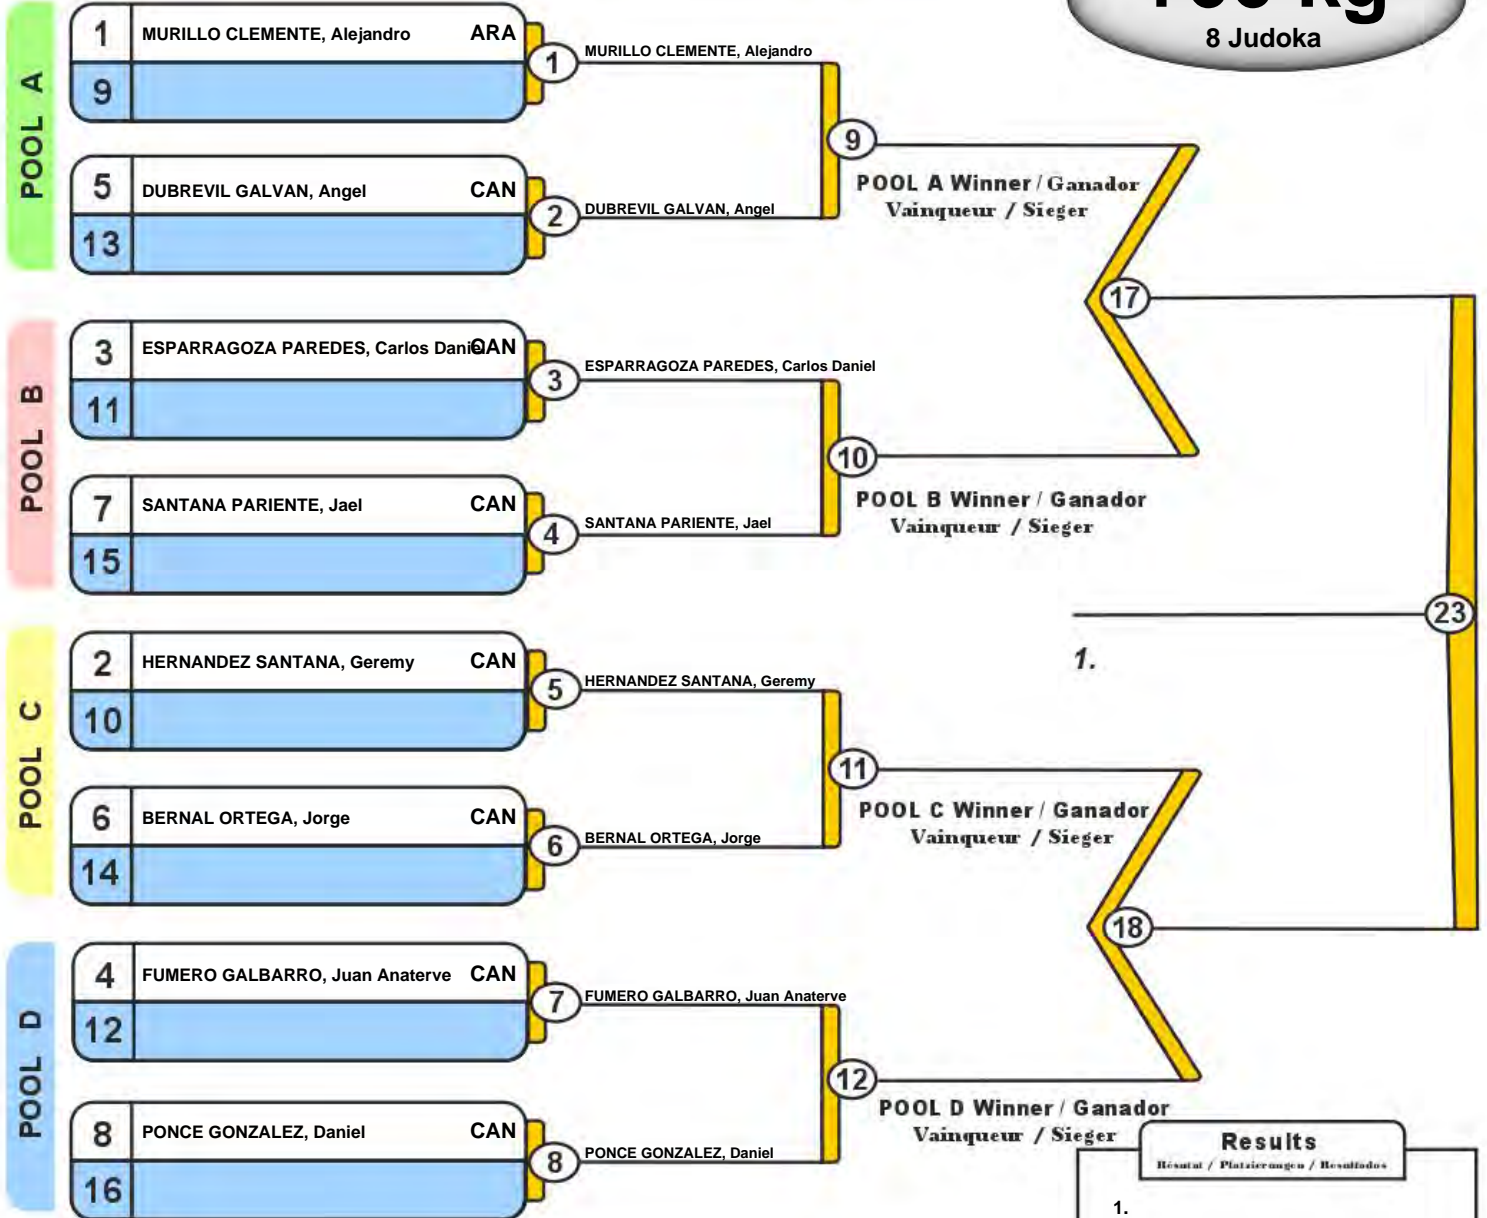 8 Judoka
POOL A
1 MURILLO CLEMENTE, Alejandro ARA
9
1
MURILLO CLEMENTE, Alejandro
5 DUBREVIL GALVAN, Angel CAN
13
2
DUBREVIL GALVAN, Angel
9
POOL A Winner / Ganador
Vainqueur / Sieger
POOL B
3 ESPARRAGOZA PAREDES, Carlos Daniel CAN
11
3
ESPARRAGOZA PAREDES, Carlos Daniel
7 SANTANA PARIENTE, Jael CAN
15
4
SANTANA PARIENTE, Jael
10
POOL B Winner / Ganador
Vainqueur / Sieger
17
POOL C
2 HERNANDEZ SANTANA, Geremy CAN
10
5
HERNANDEZ SANTANA, Geremy
6 BERNAL ORTEGA, Jorge CAN
14
6
BERNAL ORTEGA, Jorge
11
POOL C Winner / Ganador
Vainqueur / Sieger
23
1.
POOL D
4 FUMERO GALBARRO, Juan Anaterve CAN
12
7
FUMERO GALBARRO, Juan Anaterve
8 PONCE GONZALEZ, Daniel CAN
16
8
PONCE GONZALEZ, Daniel
12
POOL D Winner / Ganador
Vainqueur / Sieger
18
Results
Résutat / Platzierungen / Resultados
1.